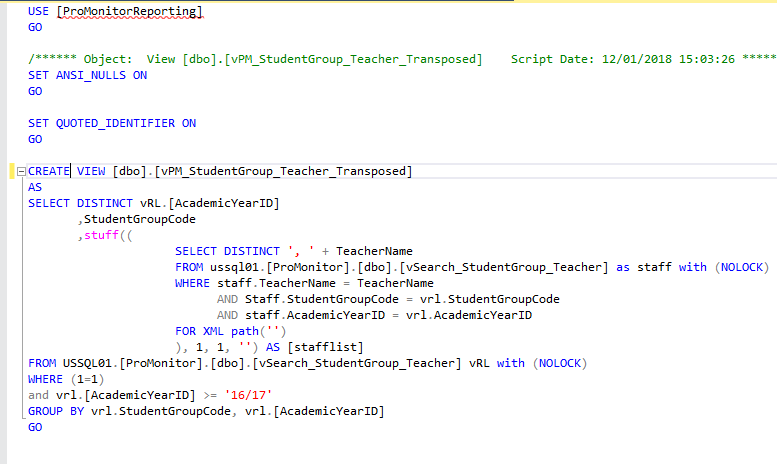 USE [ProMonitorReporting]
GO
/****** Object:  View [dbo].[vPM_StudentGroup_Teacher_Transposed]    Script Date: 12/01/2018 15:03:26 *****
SET ANSI_NULLS ON
GO
SET QUOTED_IDENTIFIER ON
GO
CREATE VIEW [dbo].[vPM_StudentGroup_Teacher_Transposed]
AS
SELECT DISTINCT vRL.[AcademicYearID]
,StudentGroupCode
,stuff((
SELECT DISTINCT ', ' + TeacherName
FROM ussql01.[ProMonitor].[dbo].[vSearch_StudentGroup_Teacher] as staff with (NOLOCK)
WHERE staff.TeacherName = TeacherName
AND Staff.StudentGroupCode = vrl.StudentGroupCode
AND staff.AcademicYearID = vrl.AcademicYearID
FOR XML path('')
), 1, 1, '') AS [stafflist]
FROM USSQL01.[ProMonitor].[dbo].[vSearch_StudentGroup_Teacher] vRL with (NOLOCK)
WHERE (1=1)
and vrl.[AcademicYearID] >= '16/17'
GROUP BY vrl.StudentGroupCode, vrl.[AcademicYearID]
GO